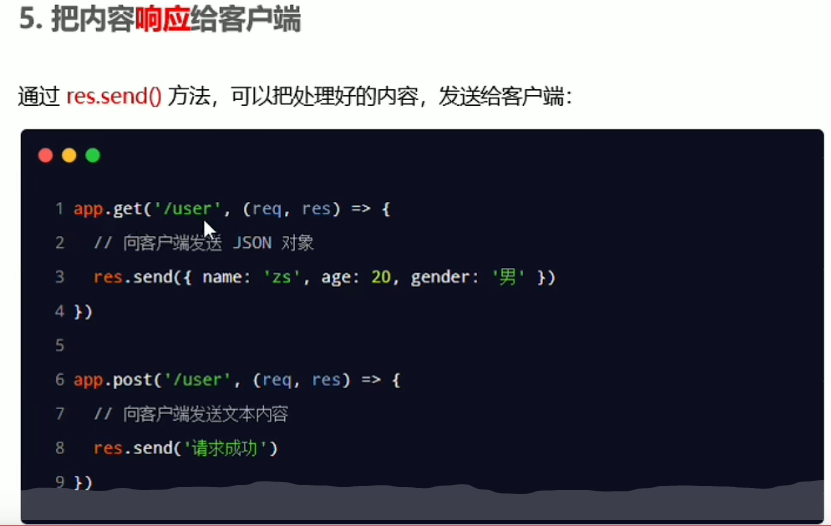 5. 把内容响应给客户端
通过 res.send() 方法，可以把处理好的内容，发送给客户端：
1 app.get('/user', (req, res) => {
2   // 向客户端发送 JSON 对象
3   res.send({ name: 'zs', age: 20, gender: '男' })
4 })
5
6 app.post('/user', (req, res) => {
7   // 向客户端发送文本内容
8   res.send('请求成功')
9 })